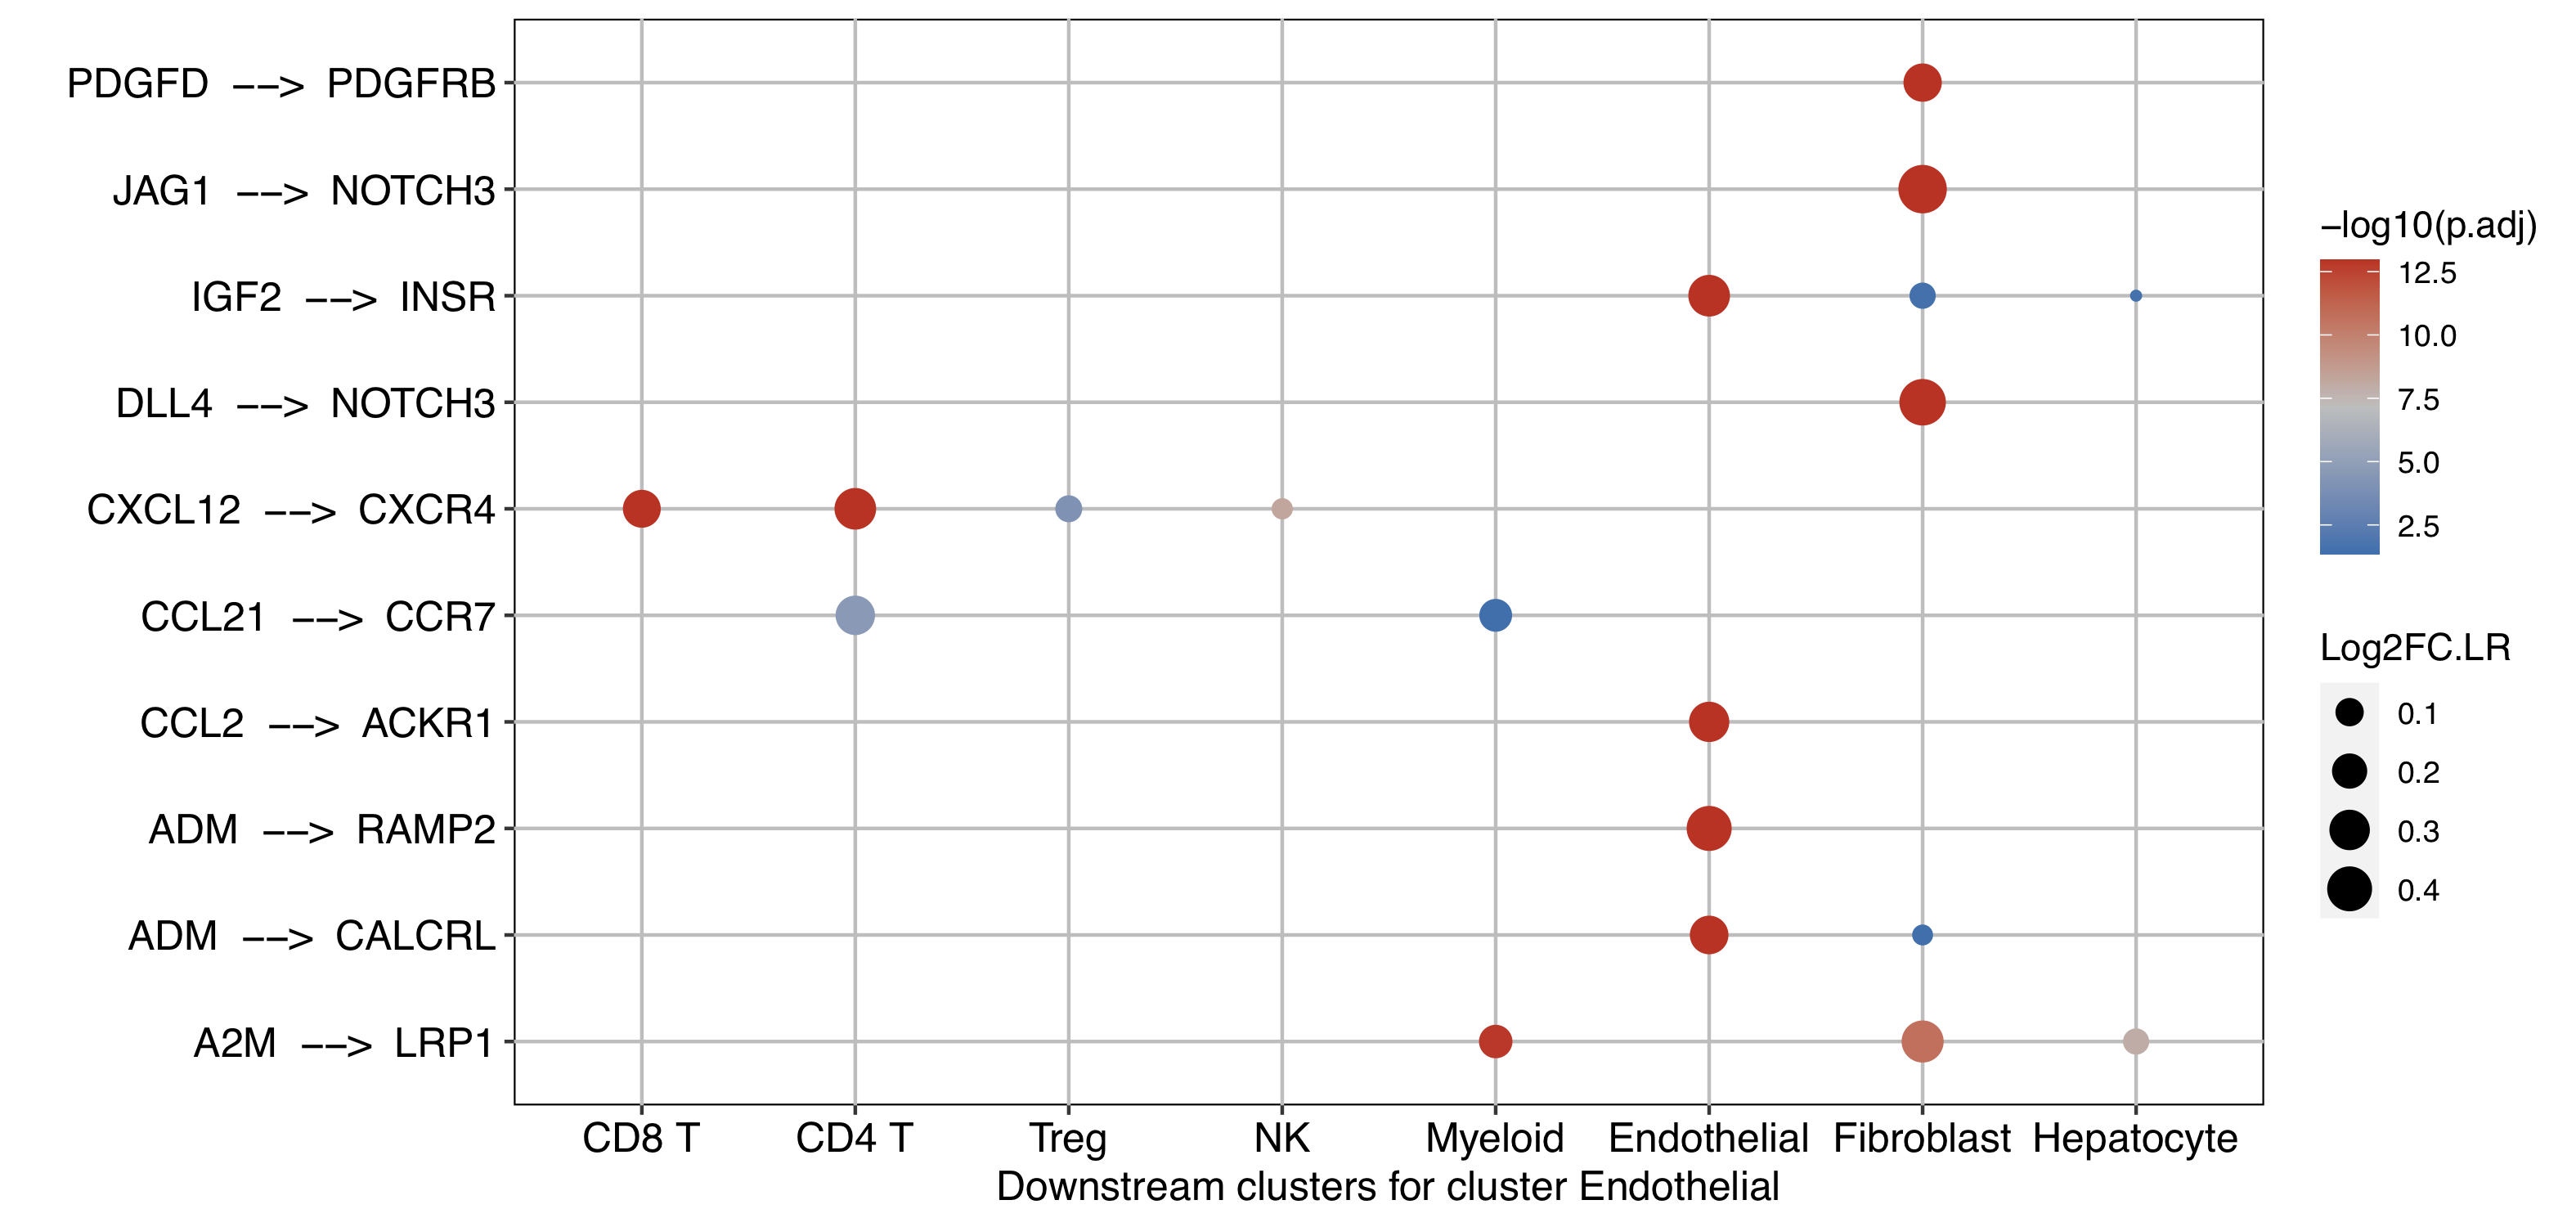 PDGFD −−> PDGFRB
JAG1 −−> NOTCH3
IGF2 −−> INSR
DLL4 −−> NOTCH3
CXCL12 −−> CXCR4
CCL21 −−> CCR7
CCL2 −−> ACKR1
ADM −−> RAMP2
ADM −−> CALCRL
A2M −−> LRP1
CD8 T CD4 T Treg NK Myeloid Endothelial Fibroblast Hepatocyte
Downstream clusters for cluster Endothelial
−log10(p.adj)
12.5
10.0
7.5
5.0
2.5
Log2FC.LR
0.1
0.2
0.3
0.4